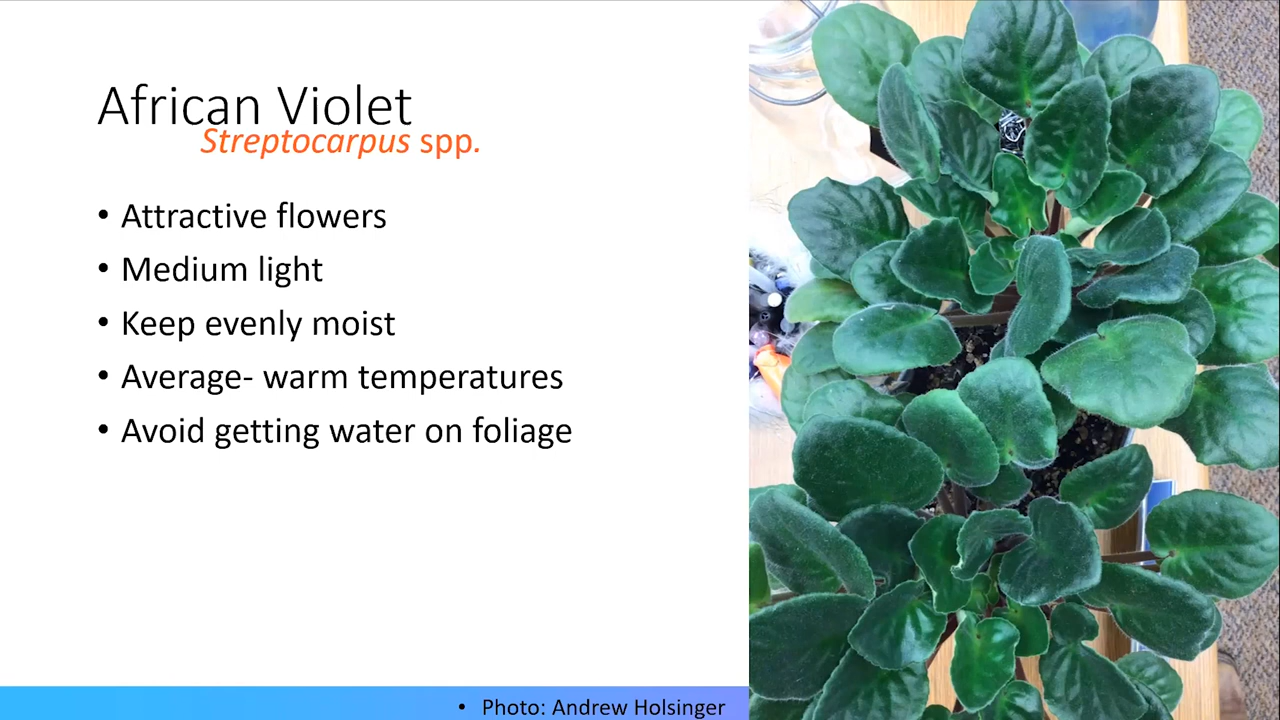 African Violet
Streptocarpus spp.
• Attractive flowers
• Medium light
• Keep evenly moist
• Average- warm temperatures
• Avoid getting water on foliage
• Photo: Andrew Holsinger